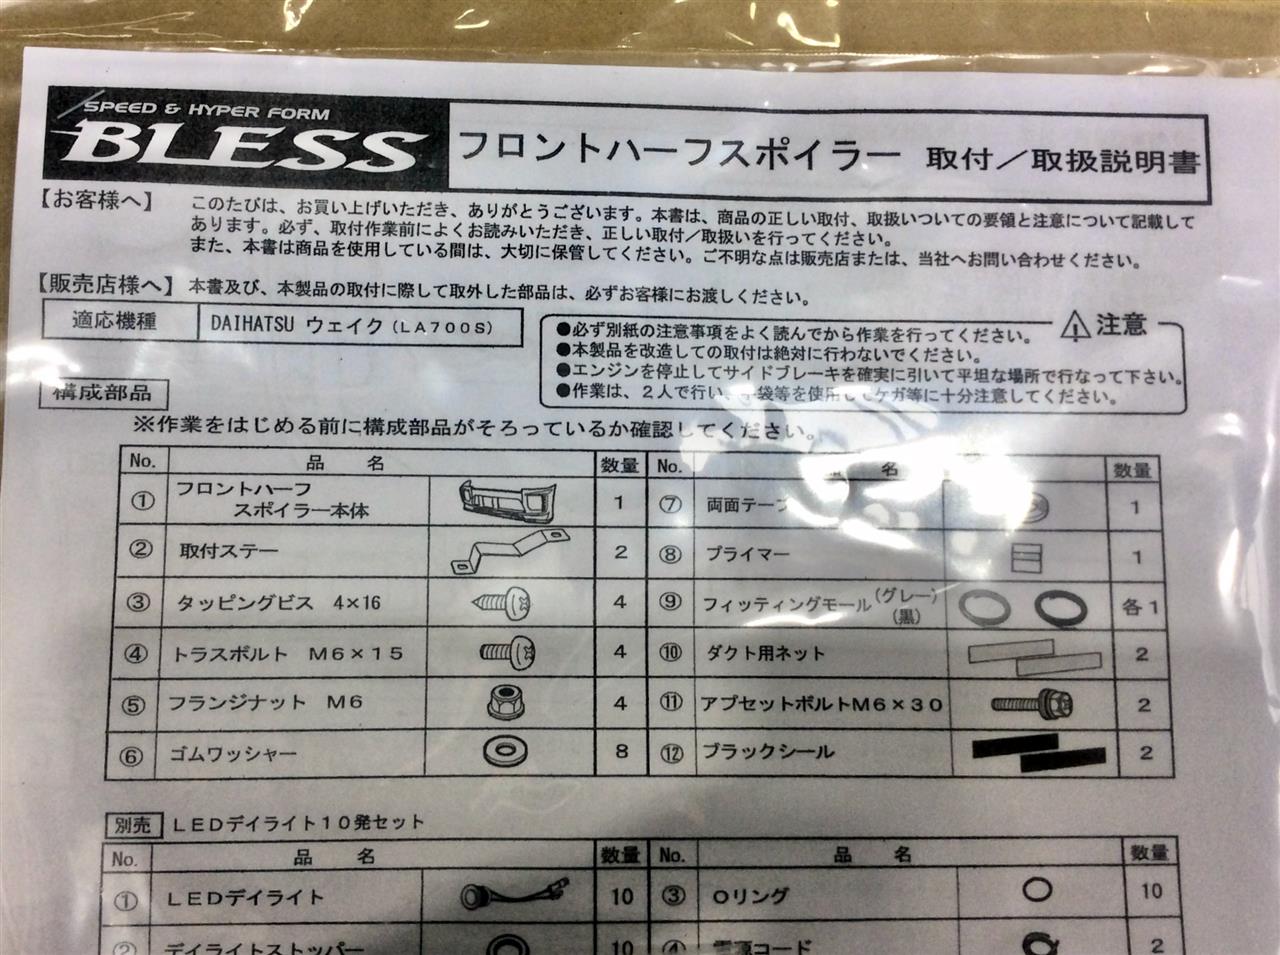 SPEED & HYPER FORM
BLESS
フロントハーフスポイラー 取付／取扱説明書
【お客様へ】 このたびは、お買い上げいただき、ありがとうございます。本書は、商品の正しい取付、取扱いついての要領と注意について記載して
あります。必ず、取付作業前によくお読みいただき、正しい取付／取扱いを行ってください。
また、本書は商品を使用している間は、大切に保管してください。ご不明な点は販売店または、当社へお問い合わせください。
【販売店様へ】 本書及び、本製品の取付に際して取外した部品は、必ずお客様にお渡しください。
適応機種 DAIHATSU ウェイク(LA700S)
注意
●必ず別紙の注意事項をよく読んでから作業を行ってください。
●本製品を改造しての取付は絶対に行わないでください。
●エンジンを停止してサイドブレーキを確実に引いて平坦な場所で行なって下さい。
●作業は、2人で行い、袋等を使用してケガ等に十分注意してください。
構成部品
※作業をはじめる前に構成部品がそろっているか確認してください。
No. 品 名 数量 No. 名 数量
① フロントハーフ
スポイラー本体 1 ⑦ 両面テープ 1
② 取付ステー 2 ⑧ プライマー 1
③ タッピングビス 4×16 4 ⑨ フィッティングモール(グレー)
(黒) 各1
④ トラスボルト M6×15 4 ⑩ ダクト用ネット 2
⑤ フランジナット M6 4 ⑪ アプセットボルトM6×30 2
⑥ ゴムワッシャー 8 ⑫ ブラックシール 2
別売 LEDデイライト10発セット
No. 品 名 数量 No. 品 名 数量
① LEDデイライト 10 ③ Oリング 10
② デイライトストッパー 10 ④ 電源コード 2